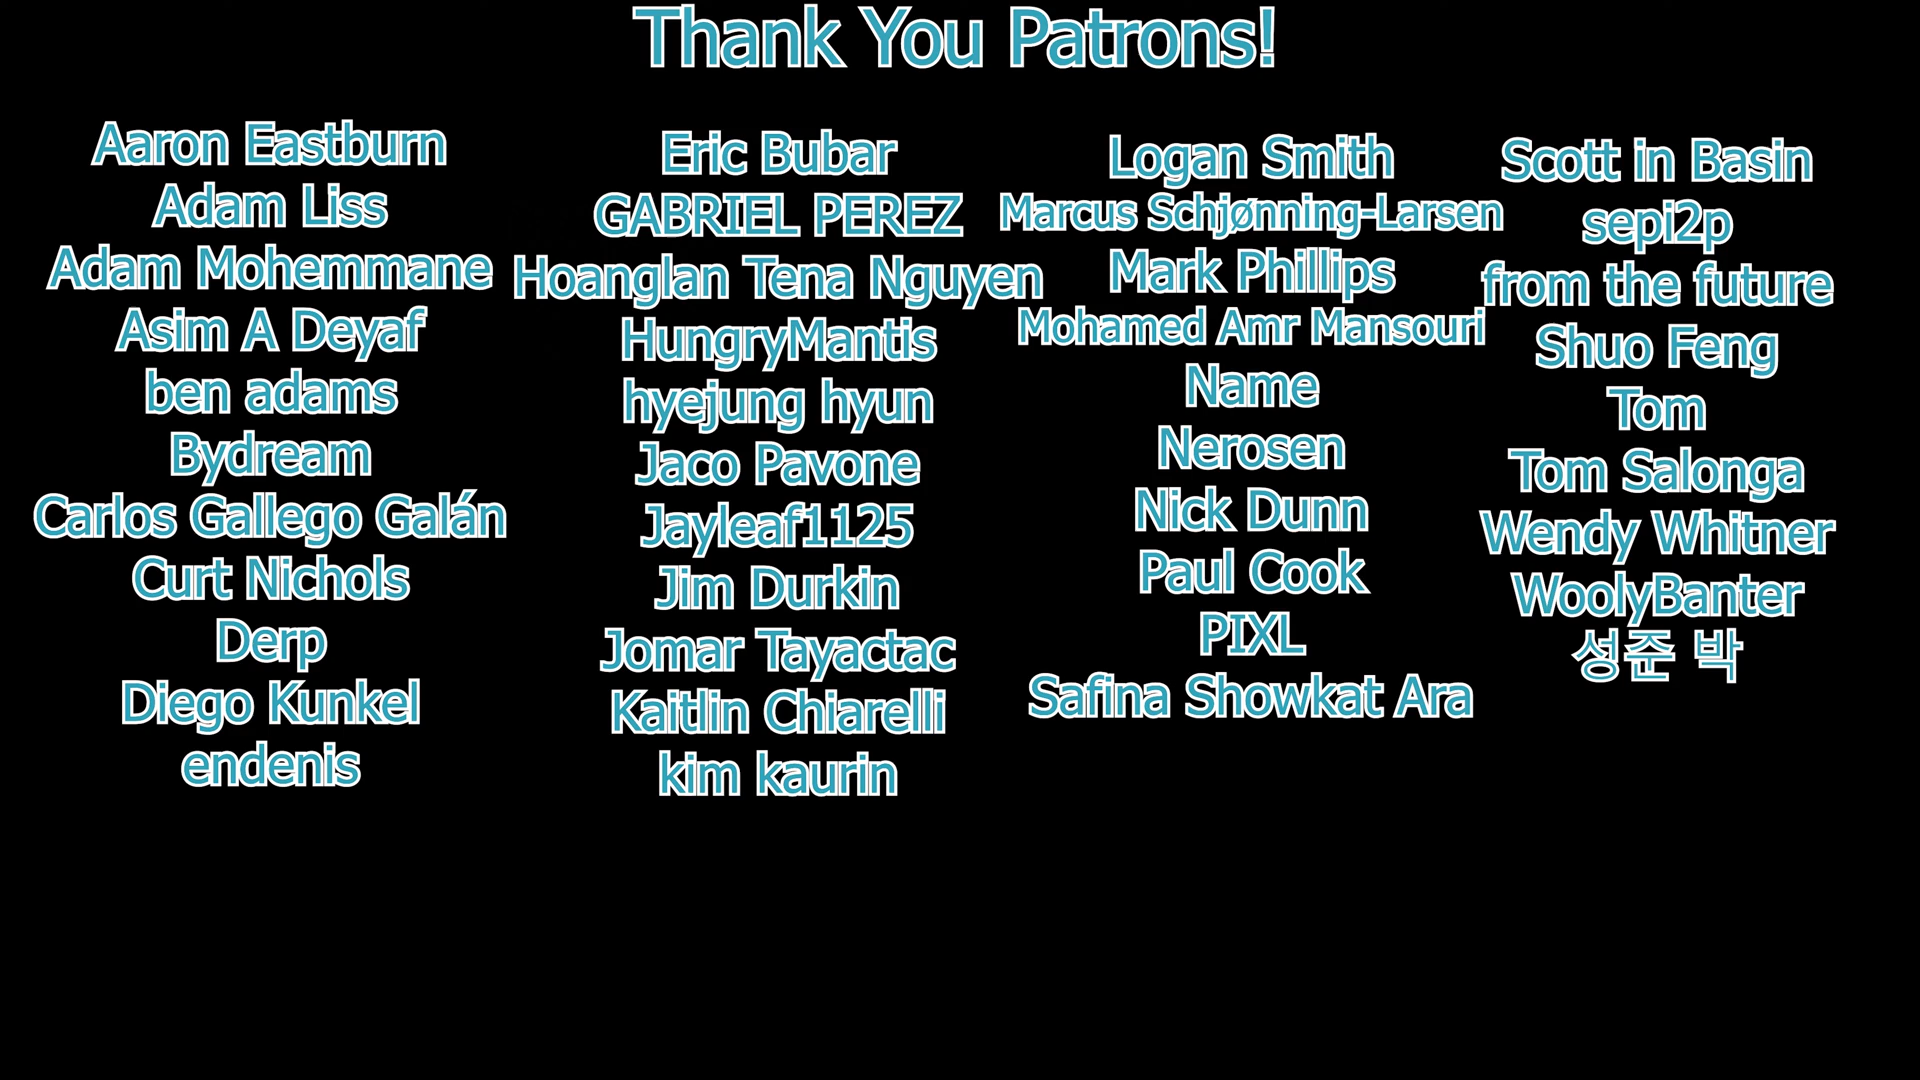 Thank You Patrons!
Aaron Eastburn
Adam Liss
Adam Mohemmane
Asim A Deyaf
ben adams
Bydream
Carlos Gallego Galán
Curt Nichols
Derp
Diego Kunkel
endenis
Eric Bubar
GABRIEL PEREZ
Hoanglan Tena Nguyen
HungryMantis
hyejung hyun
Jaco Pavone
Jayleaf1125
Jim Durkin
Jomar Tayactac
Kaitlin Chiarelli
kim kaurin
Logan Smith
Marcus Schjønning-Larsen
Mark Phillips
Mohamed Amr Mansouri
Name
Nerosen
Nick Dunn
Paul Cook
PIXL
Safina Showkat Ara
Scott in Basin
sepi2p
from the future
Shuo Feng
Tom
Tom Salonga
Wendy Whitner
WoolyBanter
성준 박